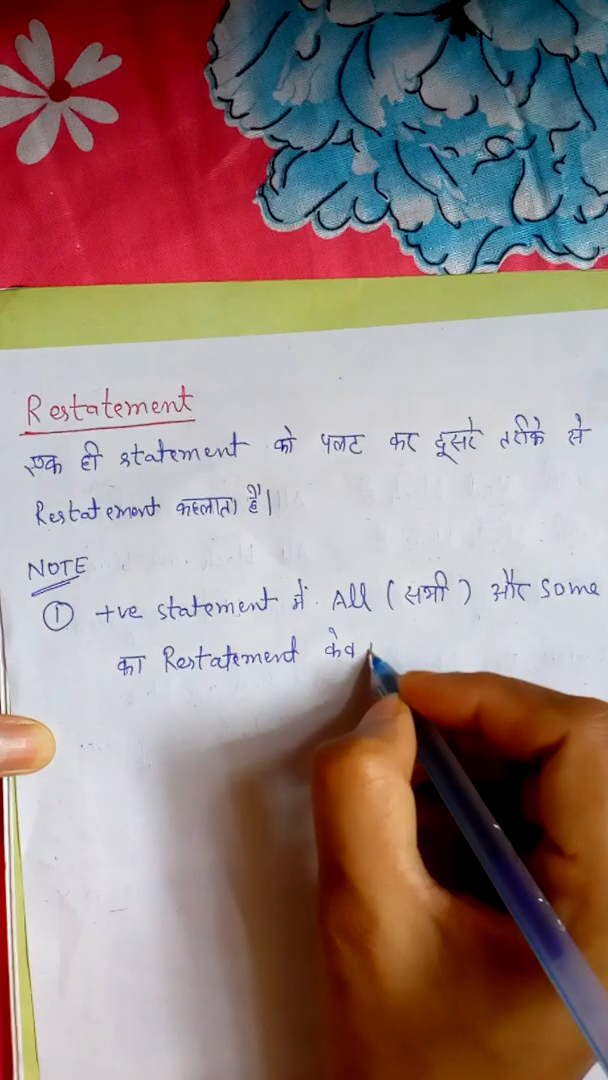 Restatement
एक ही statement को पलट कर दूसरे तरीके से
Restatement कहलाता है।
NOTE
① +ve statement में All (सभी) और some
का Restatement केव